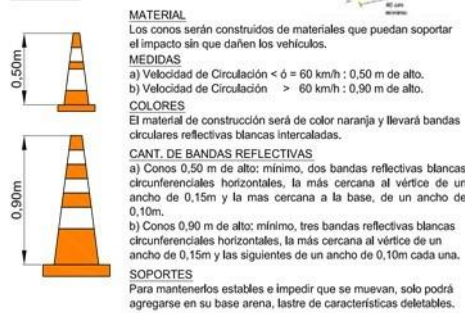 40 cm
MATERIAL
Los conos serán construidos de materiales que puedan soportar
el impacto sin que dañen los vehículos.
MEDIDAS
a) Velocidad de Circulación < ó = 60 km/h : 0,50 m de alto.
b) Velocidad de Circulación > 60 km/h : 0,90 m de alto.
COLORES
El material de construcción será de color naranja y llevará bandas
circulares reflectivas blancas intercaladas.
CANT. DE BANDAS REFLECTIVAS
a) Conos 0,50 m de alto: mínimo, dos bandas reflectivas blancas
circunferenciales horizontales, la más cercana al vértice de un
ancho de 0,15m y la mas cercana a la base, de un ancho de
0,10m.
b) Conos 0,90 m de alto: mínimo, tres bandas reflectivas blancas
circunferenciales horizontales, la más cercana al vértice de un
ancho de 0,15m y las siguientes de un ancho de 0,10m cada una.
SOPORTES
Para mantenerlos estables e impedir que se muevan, solo podrá
agregarse en su base arena, lastre de características deletables.
0,50m
0,90m